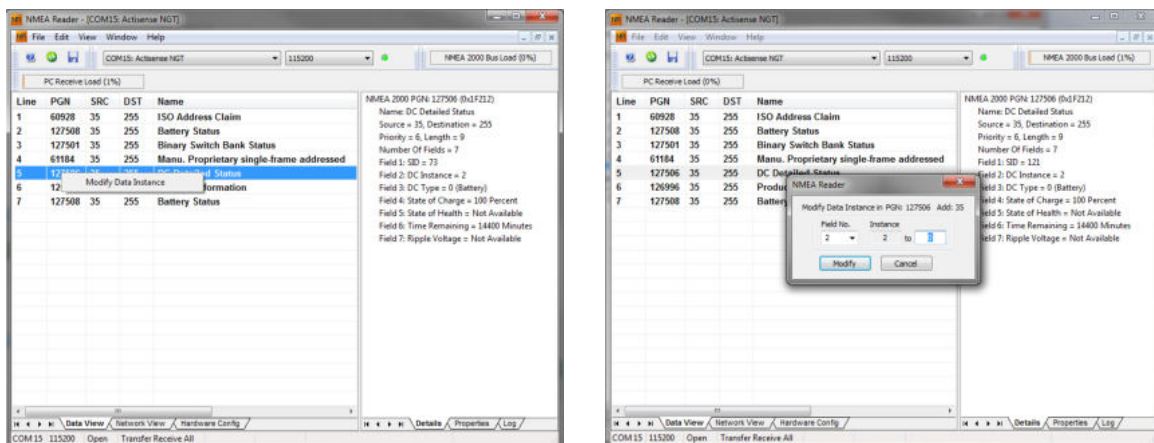 NMEA Reader - [COM15: Actisense NGT]
File Edit View Window Help
COM15: Actisense NGT 115200 NMEA 2000 Bus Load (0%)
PC Receive Load (1%)
Line PGN SRC DST Name
1 60928 35 255 ISO Address Claim
2 127508 35 255 Battery Status
3 127501 35 255 Binary Switch Bank Status
4 61184 35 255 Manu. Proprietary single-frame addressed
5 127506 35 255 DC Detailed Status
Modify Data Instance
6 12 formation
7 127508 35 255 Battery Status
NMEA 2000 PGN: 127506 (0x1F212)
Name: DC Detailed Status
Source = 35, Destination = 255
Priority = 6, Length = 9
Number Of Fields = 7
Field 1: SID = 73
Field 2: DC Instance = 2
Field 3: DC Type = 0 (Battery)
Field 4: State of Charge = 100 Percent
Field 5: State of Health = Not Available
Field 6: Time Remaining = 14400 Minutes
Field 7: Ripple Voltage = Not Available
Data View Network View Hardware Config
Details Properties Log
COM15 115200 Open Transfer Receive All
NMEA Reader - [COM15: Actisense NGT]
File Edit View Window Help
COM15: Actisense NGT 115200 NMEA 2000 Bus Load (1%)
PC Receive Load (0%)
Line PGN SRC DST Name
1 60928 35 255 ISO Address Claim
2 127508 35 255 Battery Status
3 127501 35 255 Binary Switch Bank Status
4 61184 35 255 Manu. Proprietary single-frame addressed
5 127506 35 255 DC Detailed Status
6 126996 35 255 Produc
7 127508 35 255 Battery
NMEA Reader
Modify Data Instance in PGN: 127506 Add: 35
Field No. Instance
2 2 to
Modify Cancel
NMEA 2000 PGN: 127506 (0x1F212)
Name: DC Detailed Status
Source = 35, Destination = 255
Priority = 6, Length = 9
Number Of Fields = 7
Field 1: SID = 121
Field 2: DC Instance = 2
Field 3: DC Type = 0 (Battery)
Field 4: State of Charge = 100 Percent
Field 5: State of Health = Not Available
Field 6: Time Remaining = 14400 Minutes
Field 7: Ripple Voltage = Not Available
Data View Network View Hardware Config
Details Properties Log
COM15 115200 Open Transfer Receive All